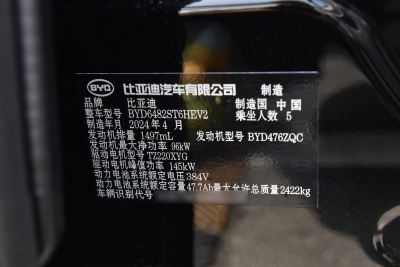 BYD 比亚迪汽车有限公司 制造
品牌 比亚迪 制造国 中国
整车型号 BYD6482ST6HEV2 乘坐人数 5
制造年月 2024年4月
发动机排量 1497mL 发动机型号 BYD476ZQC
发动机最大净功率 96kW
驱动电机型号 TZ220XYG
驱动电机峰值功率 145kW
动力电池系统额定电压 384V
动力电池系统额定容量 47.7Ah 最大允许总质量 2422kg
车辆识别代号